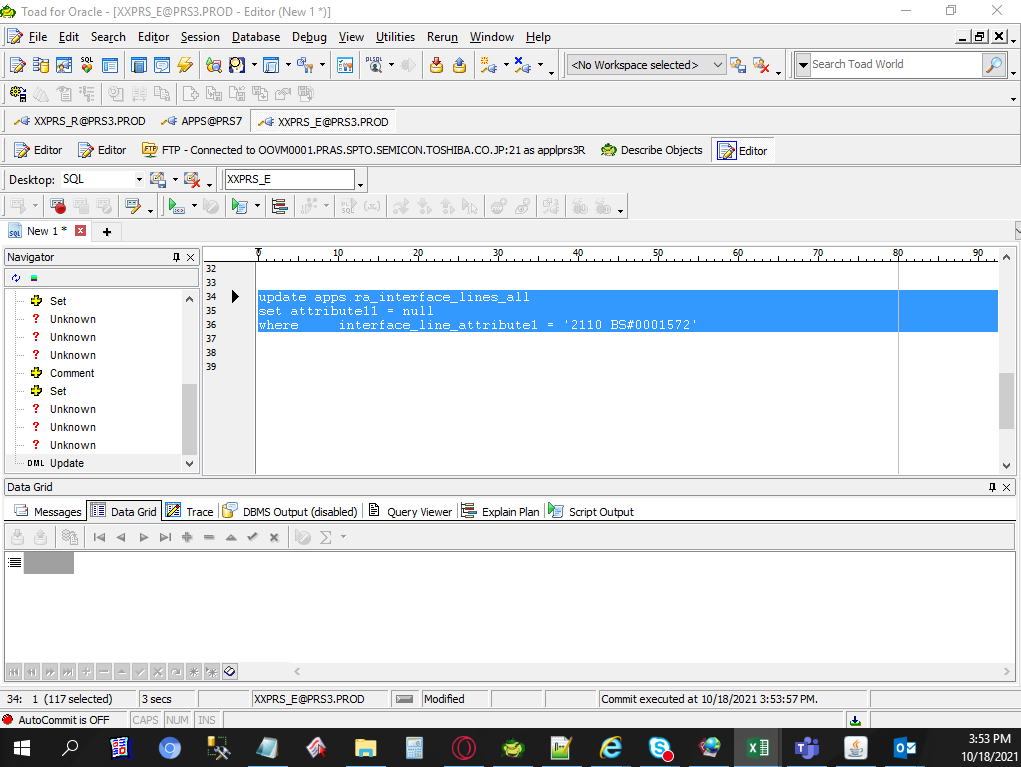 Toad for Oracle - [XXPRS_E@PRS3.PROD - Editor (New 1 *)]
File Edit Search Editor Session Database Debug View Utilities Rerun Window Help
SQL PL/SQL <No Workspace selected> Search Toad World
XXPRS_R@PRS3.PROD APPS@PRS7 XXPRS_E@PRS3.PROD
Editor Editor FTP - Connected to OOVM0001.PRAS.SPTO.SEMICON.TOSHIBA.CO.JP:21 as applprs3R Describe Objects Editor
Desktop: SQL XXPRS_E
New 1 *
Navigator
0 10 20 30 40 50 60 70 80 90
Set
Unknown
Unknown
Unknown
Comment
Set
Unknown
Unknown
Unknown
DML Update
32
33
34 update apps.ra_interface_lines_all
35 set attribute11 = null
36 where interface_line_attribute1 = '2110 BS#0001572'
37
38
39
Data Grid
Messages Data Grid Trace DBMS Output (disabled) Query Viewer Explain Plan Script Output
34: 1 (117 selected) 3 secs XXPRS_E@PRS3.PROD Modified Commit executed at 10/18/2021 3:53:57 PM.
AutoCommit is OFF CAPS NUM INS
3:53 PM
10/18/2021